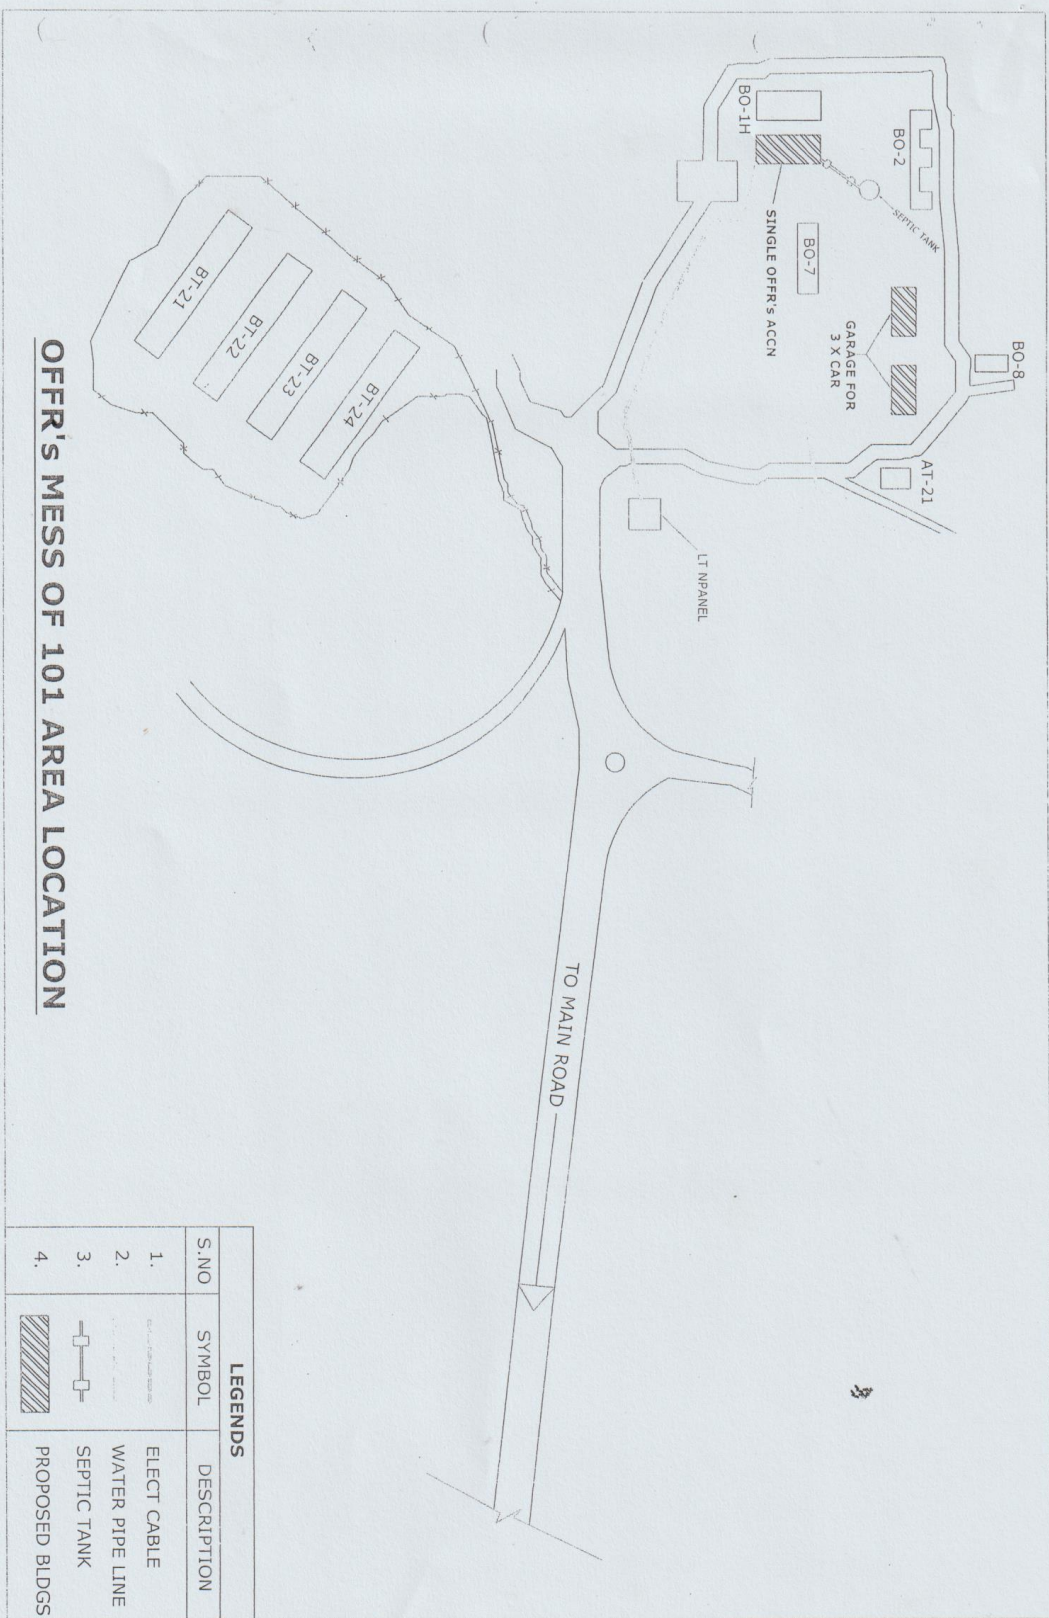 BO-8
BO-2
SEPTIC TANK
BO-1H
BO-7
SINGLE OFFR's ACCN
GARAGE FOR
3 X CAR
AT-21
LT NPANEL
BT-21
BT-22
BT-23
BT-24
TO MAIN ROAD
OFFR's MESS OF 101 AREA LOCATION
LEGENDS
S.NO SYMBOL DESCRIPTION
1. ELECT CABLE
2. WATER PIPE LINE
3. SEPTIC TANK
4. PROPOSED BLDGS